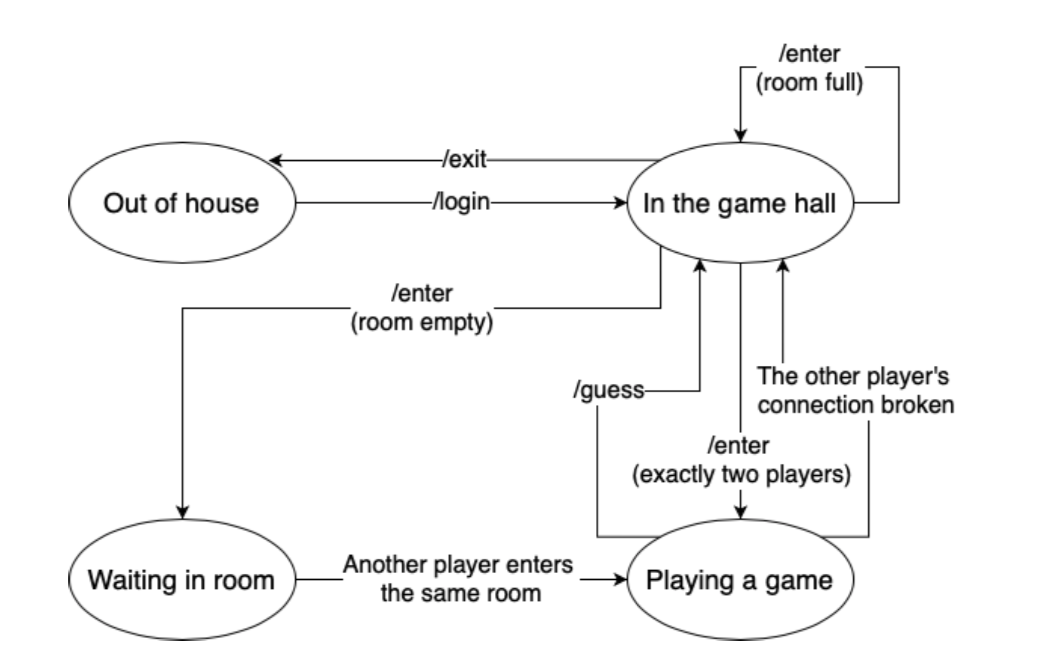 /enter
(room full)
/exit
Out of house
/login
In the game hall
/enter
(room empty)
The other player's
connection broken
/guess
/enter
(exactly two players)
Another player enters
the same room
Waiting in room
Playing a game